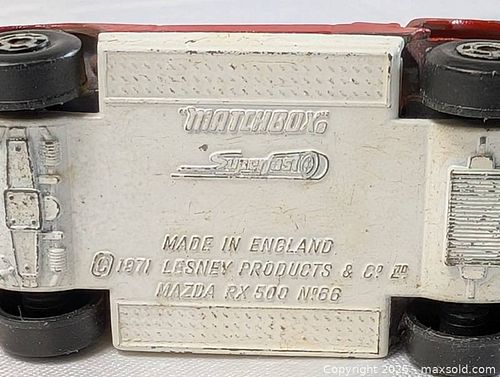 "MATCHBOX"®
Superfast
MADE IN ENGLAND
© 1971 LESNEY PRODUCTS & Cº LTD
MAZDA RX 500 Nº66
Copyright 2025 - maxsold.com